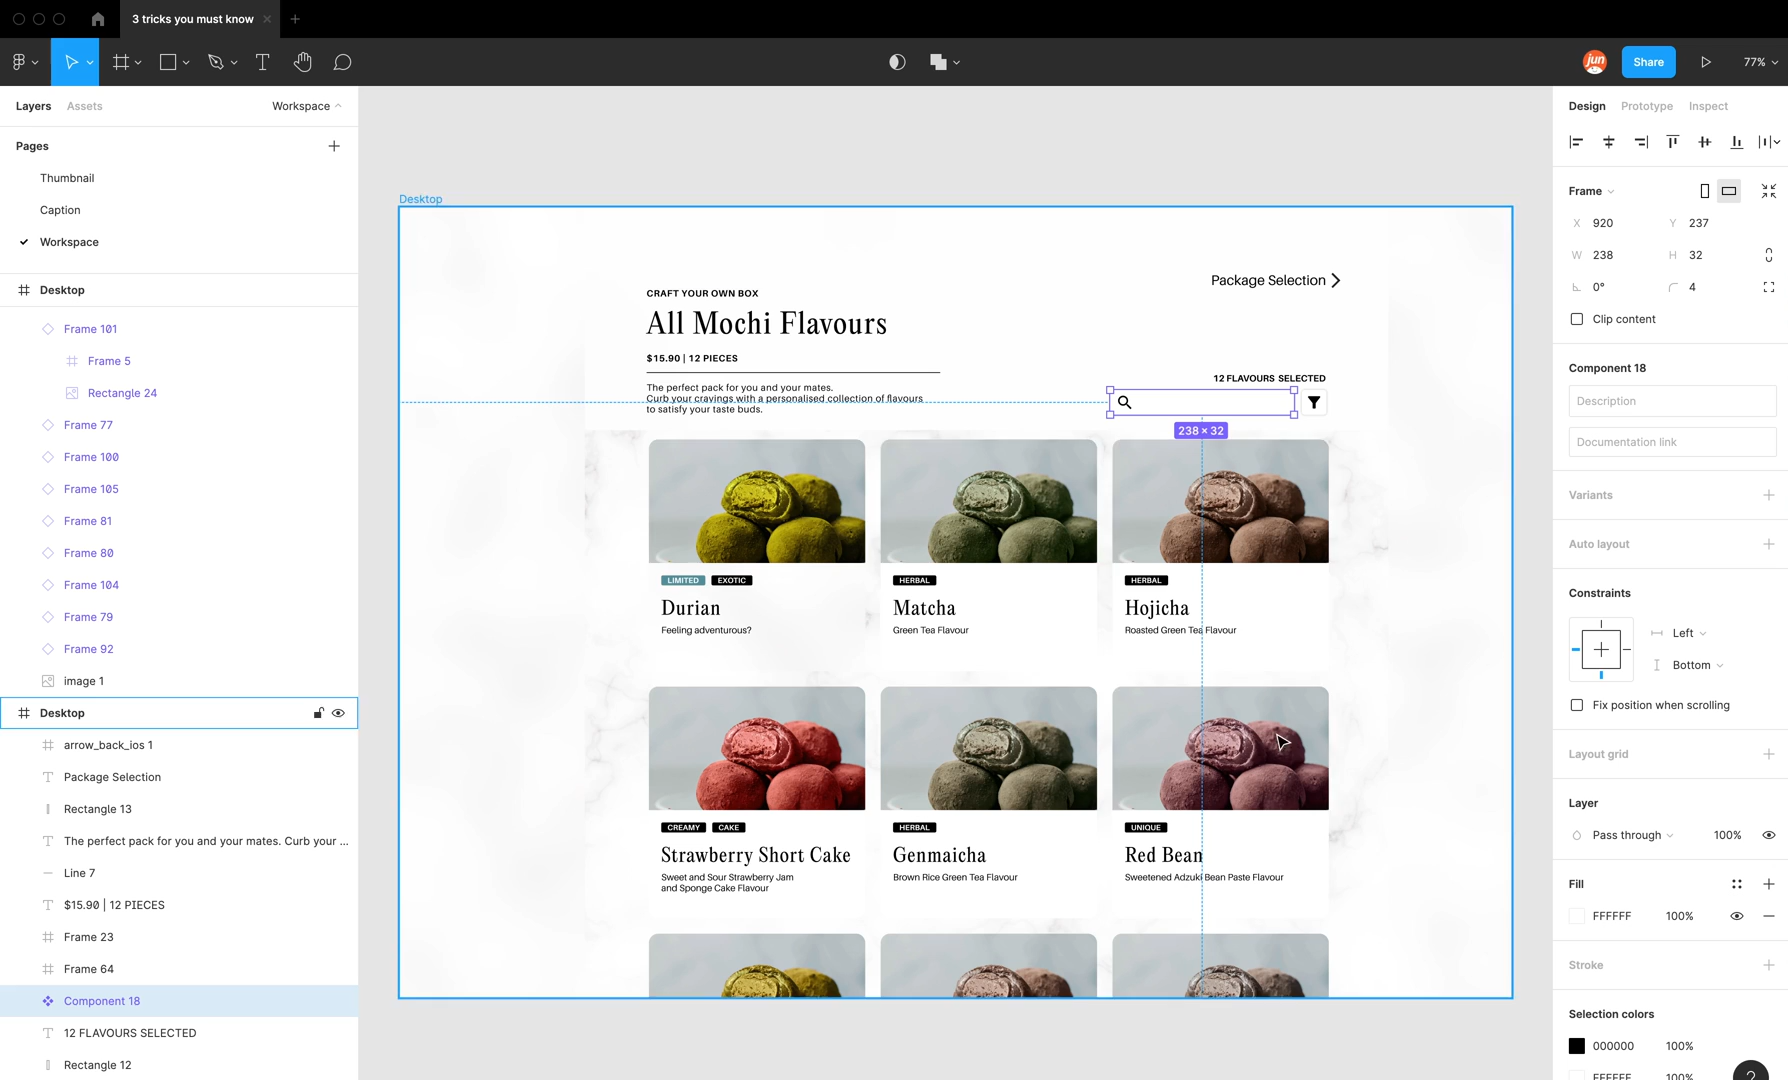 3 tricks you must know
jun
Share
77%
Layers
Assets
Workspace
Pages
Thumbnail
Caption
Workspace
Desktop
Frame 101
Frame 5
Rectangle 24
Frame 77
Frame 100
Frame 105
Frame 81
Frame 80
Frame 104
Frame 79
Frame 92
image 1
Desktop
arrow_back_ios 1
Package Selection
Rectangle 13
The perfect pack for you and your mates. Curb your ...
Line 7
$15.90 | 12 PIECES
Frame 23
Frame 64
Component 18
12 FLAVOURS SELECTED
Rectangle 12
Desktop
Package Selection
CRAFT YOUR OWN BOX
All Mochi Flavours
$15.90 | 12 PIECES
The perfect pack for you and your mates.
Curb your cravings with a personalised collection of flavours
to satisfy your taste buds.
12 FLAVOURS SELECTED
238 × 32
LIMITED EXOTIC
Durian
Feeling adventurous?
HERBAL
Matcha
Green Tea Flavour
HERBAL
Hojicha
Roasted Green Tea Flavour
CREAMY CAKE
Strawberry Short Cake
Sweet and Sour Strawberry Jam
and Sponge Cake Flavour
HERBAL
Genmaicha
Brown Rice Green Tea Flavour
UNIQUE
Red Bean
Sweetened Adzuki Bean Paste Flavour
Design
Prototype
Inspect
Frame
X 920
Y 237
W 238
H 32
0°
4
Clip content
Component 18
Description
Documentation link
Variants
Auto layout
Constraints
Left
Bottom
Fix position when scrolling
Layout grid
Layer
Pass through 100%
Fill
FFFFFF 100%
Stroke
Selection colors
000000 100%
FFFFFF 100%
?